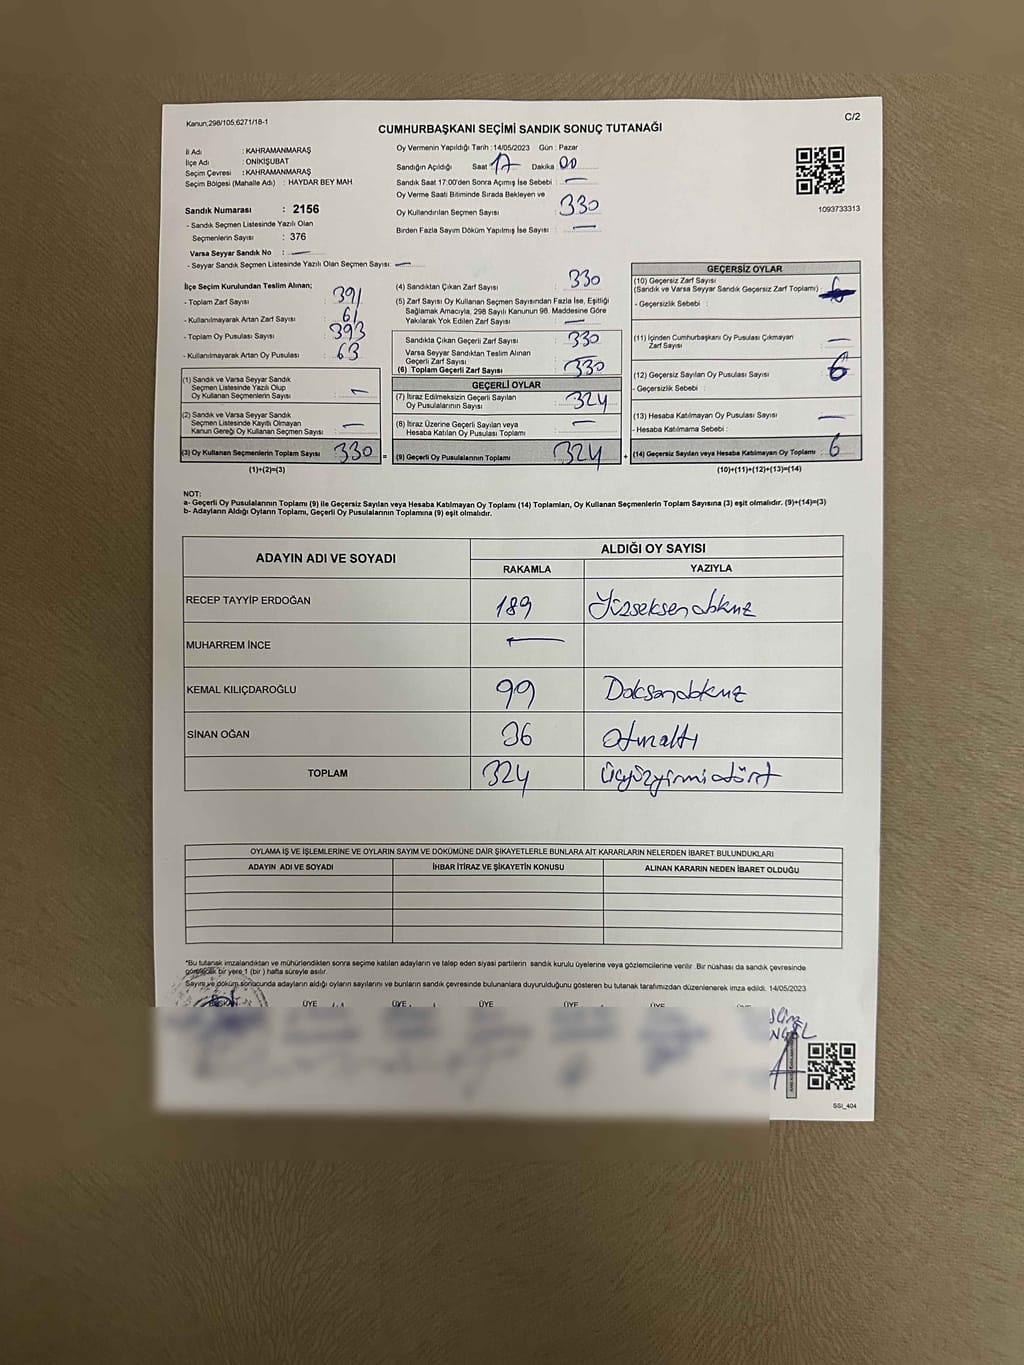 Kanun;298/105;6271/18-1
C/2
CUMHURBAŞKANI SEÇİMİ SANDIK SONUÇ TUTANAĞI
İl Adı : KAHRAMANMARAŞ
İlçe Adı : ONİKİŞUBAT
Seçim Çevresi : KAHRAMANMARAŞ
Seçim Bölgesi (Mahalle Adı) : HAYDAR BEY MAH
Sandık Numarası : 2156
- Sandık Seçmen Listesinde Yazılı Olan
Seçmenlerin Sayısı : 376
Varsa Seyyar Sandık No : —
- Seyyar Sandık Seçmen Listesinde Yazılı Olan Seçmen Sayısı: —
Oy Vermenin Yapıldığı Tarih : 14/05/2023 Gün : Pazar
Sandığın Açıldığı Saat : 17 Dakika : 00
Sandık Saat 17:00'den Sonra Açımış İse Sebebi : —
Oy Verme Saati Bitiminde Sırada Bekleyen ve
Oy Kullandırılan Seçmen Sayısı : 330
Birden Fazla Sayım Döküm Yapılmış İse Sayısı : —
1093733313
İlçe Seçim Kurulundan Teslim Alınan;
- Toplam Zarf Sayısı : 391
- Kullanılmayarak Artan Zarf Sayısı : 61
- Toplam Oy Pusulası Sayısı : 393
- Kullanılmayarak Artan Oy Pusulası : 63
(1) Sandık ve Varsa Seyyar Sandık
Seçmen Listesinde Yazılı Olup
Oy Kullanan Seçmenlerin Sayısı : —
(2) Sandık ve Varsa Seyyar Sandık
Seçmen Listesinde Kayıtlı Olmayan
Kanun Gereği Oy Kullanan Seçmen Sayısı : —
(3) Oy Kullanan Seçmenlerin Toplam Sayısı : 330 =
(1)+(2)=(3)
(4) Sandıktan Çıkan Zarf Sayısı : 330
(5) Zarf Sayısı Oy Kullanan Seçmen Sayısından Fazla İse, Eşitliği
Sağlamak Amacıyla, 298 Sayılı Kanunun 98. Maddesine Göre
Yakılarak Yok Edilen Zarf Sayısı : —
Sandıkta Çıkan Geçerli Zarf Sayısı : 330
Varsa Seyyar Sandıktan Teslim Alınan
Geçerli Zarf Sayısı : —
(6) Toplam Geçerli Zarf Sayısı : 330
GEÇERLİ OYLAR
(7) İtiraz Edilmeksizin Geçerli Sayılan
Oy Pusulalarının Sayısı : 324
(8) İtiraz Üzerine Geçerli Sayılan veya
Hesaba Katılan Oy Pusulası Toplamı : —
(9) Geçerli Oy Pusulalarının Toplamı : 324 +
GEÇERSİZ OYLAR
(10) Geçersiz Zarf Sayısı
(Sandık ve Varsa Seyyar Sandık Geçersiz Zarf Toplamı) :
- Geçersizlik Sebebi :
(11) İçinden Cumhurbaşkanı Oy Pusulası Çıkmayan
Zarf Sayısı : —
(12) Geçersiz Sayılan Oy Pusulası Sayısı : 6
- Geçersizlik Sebebi :
(13) Hesaba Katılmayan Oy Pusulası Sayısı : —
- Hesaba Katılmama Sebebi :
(14) Geçersiz Sayılan veya Hesaba Katılmayan Oy Toplamı : 6
(10)+(11)+(12)+(13)=(14)
NOT:
a- Geçerli Oy Pusulalarının Toplamı (9) ile Geçersiz Sayılan veya Hesaba Katılmayan Oy Toplamı (14) Toplamları, Oy Kullanan Seçmenlerin Toplam Sayısına (3) eşit olmalıdır. (9)+(14)=(3)
b- Adayların Aldığı Oyların Toplamı, Geçerli Oy Pusulalarının Toplamına (9) eşit olmalıdır.
ADAYIN ADI VE SOYADI
ALDIĞI OY SAYISI
RAKAMLA YAZIYLA
RECEP TAYYİP ERDOĞAN 189 Yüzseksendokuz
MUHARREM İNCE —
KEMAL KILIÇDAROĞLU 99 Doksandokuz
SİNAN OĞAN 36 otuzaltı
TOPLAM 324 üçyüzyirmidört
OYLAMA İŞ VE İŞLEMLERİNE VE OYLARIN SAYIM VE DÖKÜMÜNE DAİR ŞİKAYETLERLE BUNLARA AİT KARARLARIN NELERDEN İBARET BULUNDUKLARI
ADAYIN ADI VE SOYADI İHBAR İTİRAZ VE ŞİKAYETİN KONUSU ALINAN KARARIN NEDEN İBARET OLDUĞU
*Bu tutanak imzalandıktan ve mühürlendikten sonra seçime katılan adayların ve talep eden siyasi partilerin sandık kurulu üyelerine veya gözlemcilerine verilir. Bir nüshası da sandık çevresinde
görülecek bir yere 1 (bir) hafta süreyle asılır.
Sayım ve döküm sonucunda adayların aldığı oyların sayılarını ve bunların sandık çevresinde bulunanlara duyurulduğunu gösteren bu tutanak tarafımızdan düzenlenerek imza edildi. 14/05/2023
BAŞKAN ÜYE ÜYE ÜYE ÜYE ÜYE
SSI_404